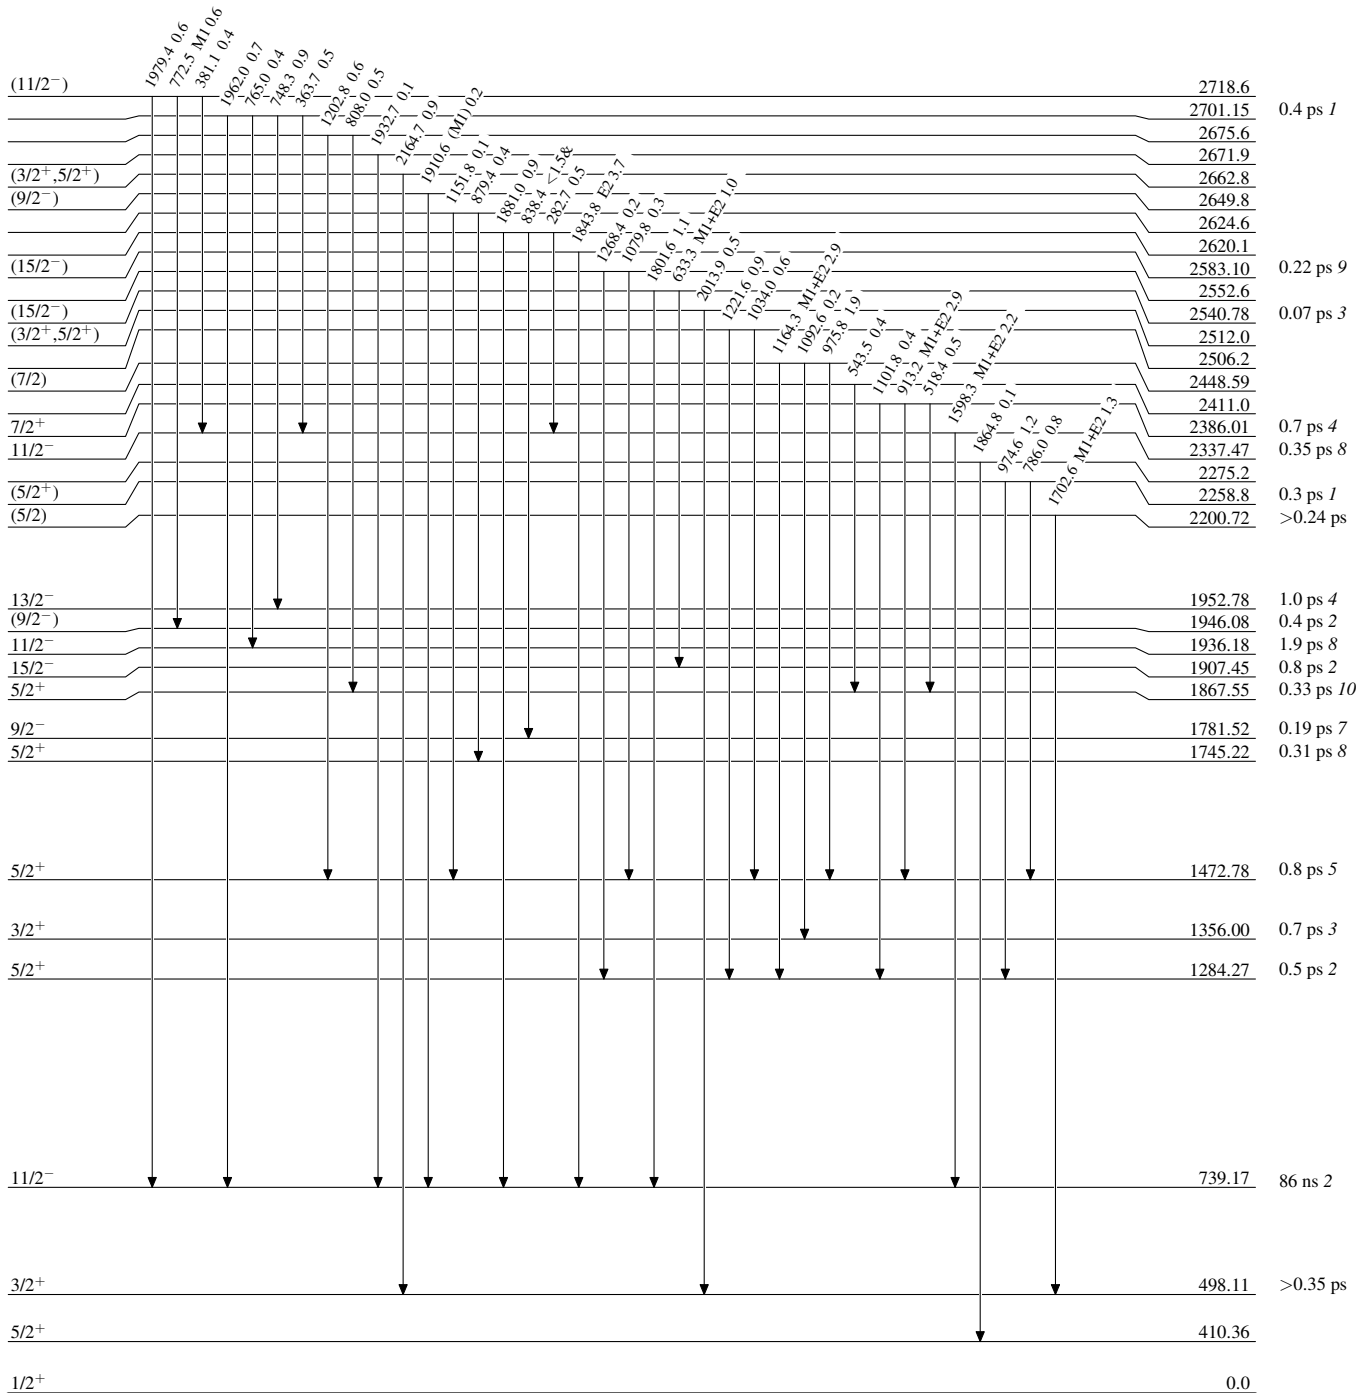 1979.4 0.6
772.5 M1 0.6
381.1 0.4
1962.0 0.7
765.0 0.4
748.3 0.9
363.7 0.5
1202.8 0.6
808.0 0.5
1932.7 0.1
2164.7 0.9
1910.6 (M1) 0.2
1151.8 0.1
879.4 0.4
1881.0 0.9
838.4 <1.5&
282.7 0.5
1843.8 E2 3.7
1268.4 0.2
1079.8 0.3
1801.6 1.1
633.3 M1+E2 1.0
2013.9 0.5
1221.6 0.9
1034.0 0.6
1164.3 M1+E2 2.9
1092.6 0.2
975.8 1.9
543.5 0.4
1101.8 0.4
913.2 M1+E2 2.9
518.4 0.5
1598.3 M1+E2 2.2
1864.8 0.1
974.6 1.2
786.0 0.8
1702.6 M1+E2 1.3
(11/2−) 2718.6
2701.15 0.4 ps 1
2675.6
2671.9
(3/2+,5/2+) 2662.8
(9/2−) 2649.8
2624.6
2620.1
(15/2−) 2583.10 0.22 ps 9
2552.6
(15/2−) 2540.78 0.07 ps 3
(3/2+,5/2+) 2512.0
2506.2
(7/2) 2448.59
2411.0
7/2+ 2386.01 0.7 ps 4
11/2− 2337.47 0.35 ps 8
2275.2
(5/2+) 2258.8 0.3 ps 1
(5/2) 2200.72 >0.24 ps
13/2− 1952.78 1.0 ps 4
(9/2−) 1946.08 0.4 ps 2
11/2− 1936.18 1.9 ps 8
15/2− 1907.45 0.8 ps 2
5/2+ 1867.55 0.33 ps 10
9/2− 1781.52 0.19 ps 7
5/2+ 1745.22 0.31 ps 8
5/2+ 1472.78 0.8 ps 5
3/2+ 1356.00 0.7 ps 3
5/2+ 1284.27 0.5 ps 2
11/2− 739.17 86 ns 2
3/2+ 498.11 >0.35 ps
5/2+ 410.36
1/2+ 0.0